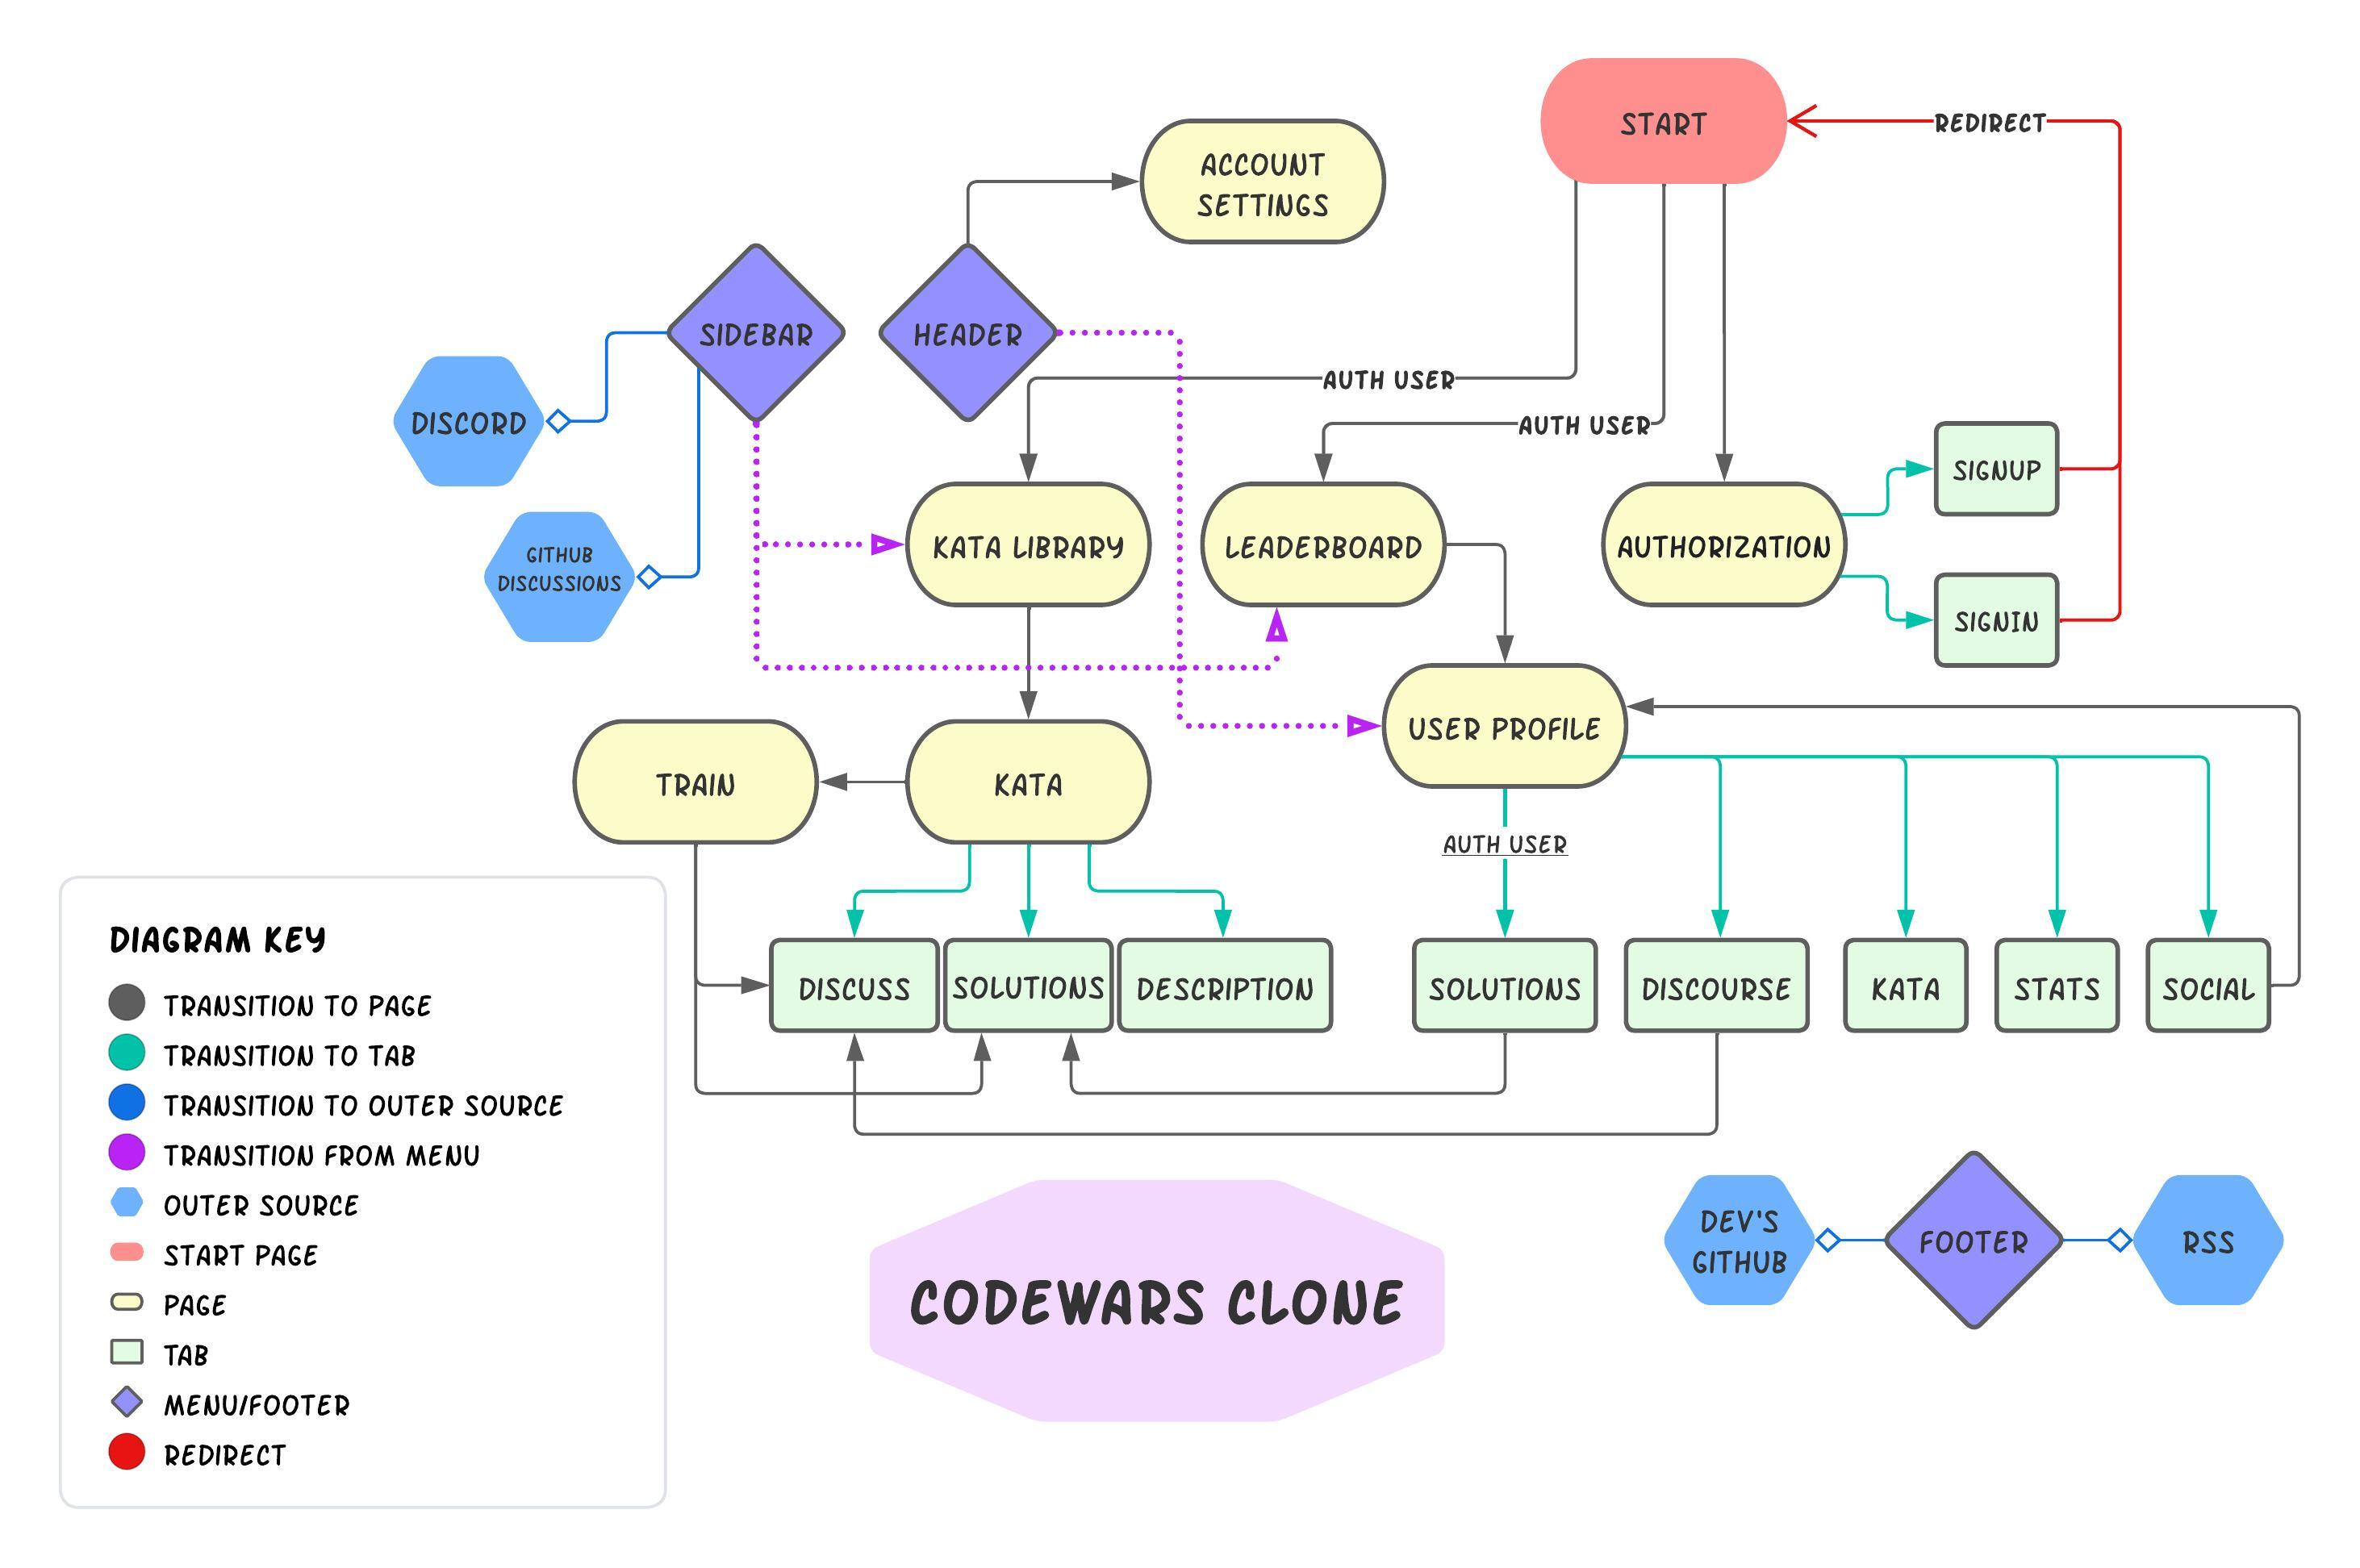 START
REDIRECT
ACCOUNT
SETTINGS
SIDEBAR
HEADER
AUTH USER
AUTH USER
DISCORD
SIGNUP
KATA LIBRARY
LEADERBOARD
AUTHORIZATION
GITHUB
DISCUSSIONS
SIGNIN
USER PROFILE
TRAIN
KATA
AUTH USER
DISCUSS
SOLUTIONS
DESCRIPTION
SOLUTIONS
DISCOURSE
KATA
STATS
SOCIAL
DIAGRAM KEY
TRANSITION TO PAGE
TRANSITION TO TAB
TRANSITION TO OUTER SOURCE
TRANSITION FROM MENU
OUTER SOURCE
START PAGE
PAGE
TAB
MENU/FOOTER
REDIRECT
CODEWARS CLONE
DEV'S
GITHUB
FOOTER
RSS